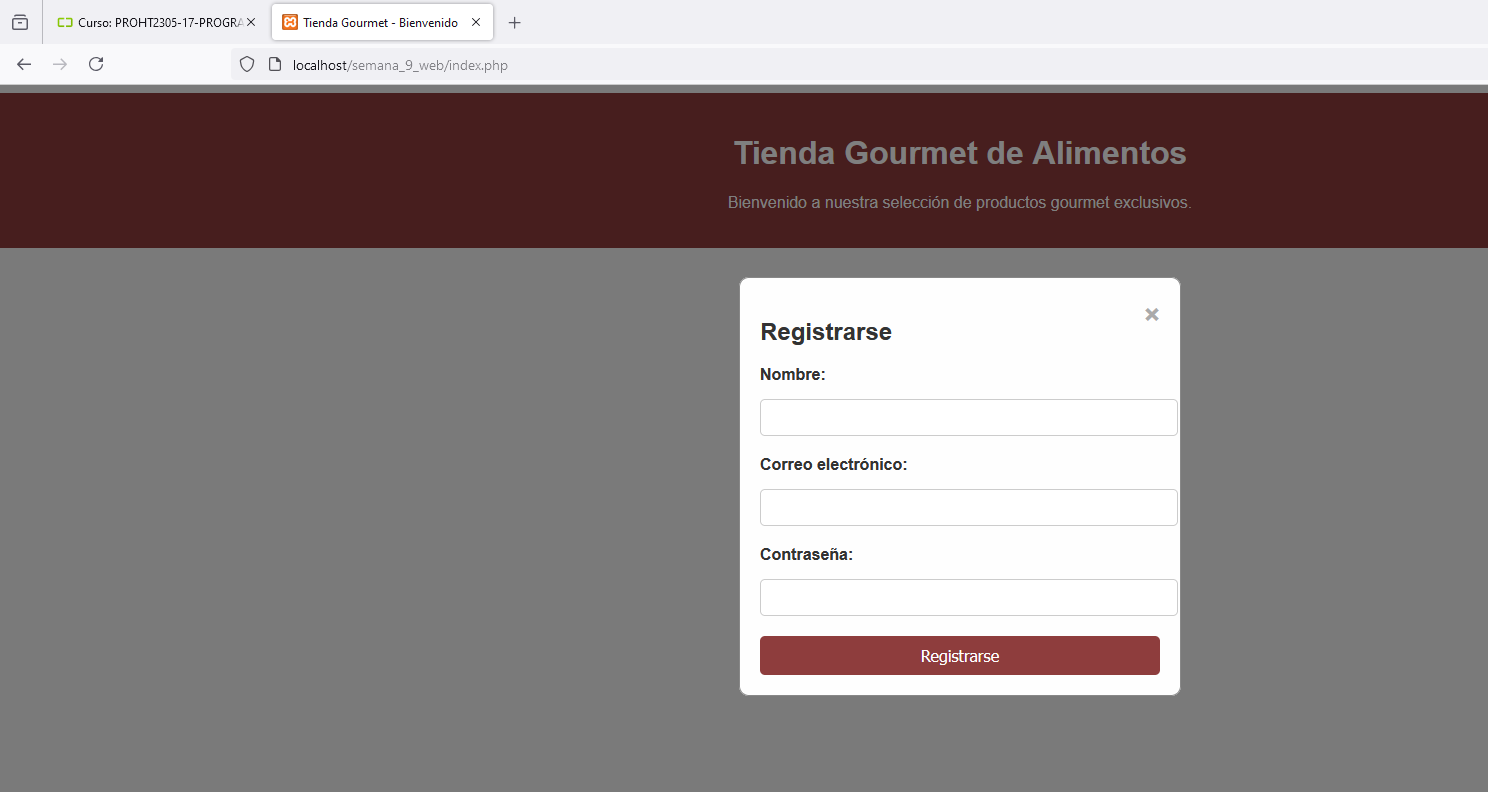 Curso: PROHT2305-17-PROGRA
Tienda Gourmet - Bienvenido
localhost/semana_9_web/index.php
Tienda Gourmet de Alimentos
Bienvenido a nuestra selección de productos gourmet exclusivos.
Registrarse
Nombre:
Correo electrónico:
Contraseña:
Registrarse